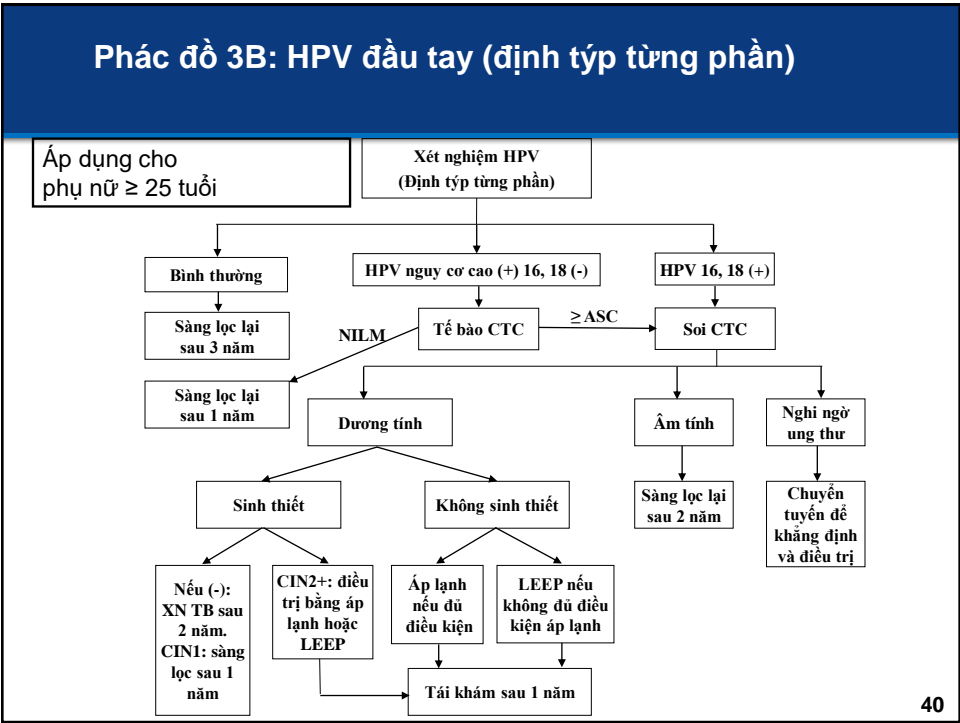 Phác đồ 3B: HPV đầu tay (định týp từng phần)
Áp dụng cho
phụ nữ ≥ 25 tuổi
Xét nghiệm HPV
(Định týp từng phần)
Bình thường
HPV nguy cơ cao (+) 16, 18 (-)
HPV 16, 18 (+)
Sàng lọc lại
sau 3 năm
NILM
Tế bào CTC
≥ ASC
Soi CTC
Sàng lọc lại
sau 1 năm
Dương tính
Âm tính
Nghi ngờ
ung thư
Sinh thiết
Không sinh thiết
Sàng lọc lại
sau 2 năm
Chuyển
tuyến để
khẳng định
và điều trị
Nếu (-):
XN TB sau
2 năm.
CIN1: sàng
lọc sau 1
năm
CIN2+: điều
trị bằng áp
lạnh hoặc
LEEP
Áp lạnh
nếu đủ
điều kiện
LEEP nếu
không đủ điều
kiện áp lạnh
Tái khám sau 1 năm
40